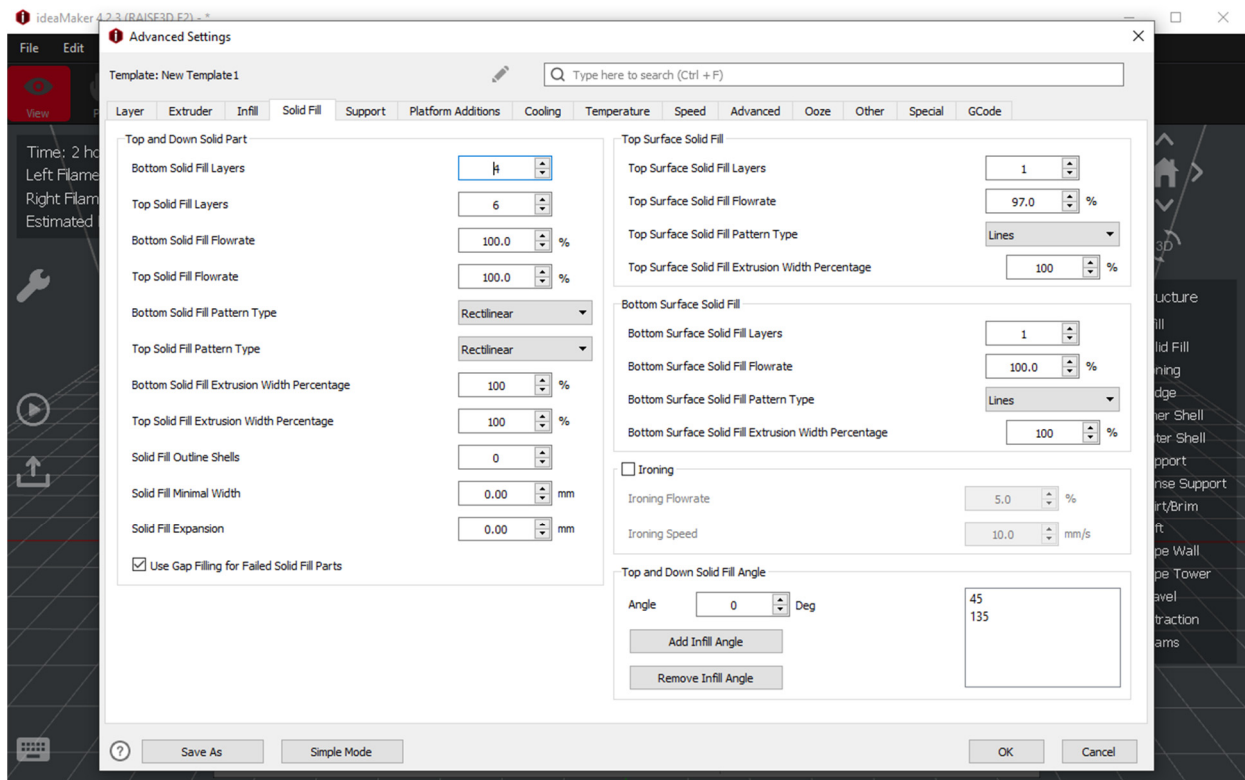 ideaMaker 4.2.3 (RAISE3D E2) - *
File Edit
View
Advanced Settings
Template: New Template1
Type here to search (Ctrl + F)
Layer Extruder Infill Solid Fill Support Platform Additions Cooling Temperature Speed Advanced Ooze Other Special GCode
Time: 2 ho
Left Filame
Right Filam
Estimated
Top and Down Solid Part
Bottom Solid Fill Layers 4
Top Solid Fill Layers 6
Bottom Solid Fill Flowrate 100.0 %
Top Solid Fill Flowrate 100.0 %
Bottom Solid Fill Pattern Type Rectilinear
Top Solid Fill Pattern Type Rectilinear
Bottom Solid Fill Extrusion Width Percentage 100 %
Top Solid Fill Extrusion Width Percentage 100 %
Solid Fill Outline Shells 0
Solid Fill Minimal Width 0.00 mm
Solid Fill Expansion 0.00 mm
Use Gap Filling for Failed Solid Fill Parts
Top Surface Solid Fill
Top Surface Solid Fill Layers 1
Top Surface Solid Fill Flowrate 97.0 %
Top Surface Solid Fill Pattern Type Lines
Top Surface Solid Fill Extrusion Width Percentage 100 %
Bottom Surface Solid Fill
Bottom Surface Solid Fill Layers 1
Bottom Surface Solid Fill Flowrate 100.0 %
Bottom Surface Solid Fill Pattern Type Lines
Bottom Surface Solid Fill Extrusion Width Percentage 100 %
Ironing
Ironing Flowrate 5.0 %
Ironing Speed 10.0 mm/s
Top and Down Solid Fill Angle
Angle 0 Deg
Add Infill Angle
Remove Infill Angle
45
135
3D
ucture
ill
lid Fill
ning
dge
ner Shell
ter Shell
pport
nse Support
irt/Brim
ft
pe Wall
pe Tower
avel
traction
ams
? Save As Simple Mode OK Cancel